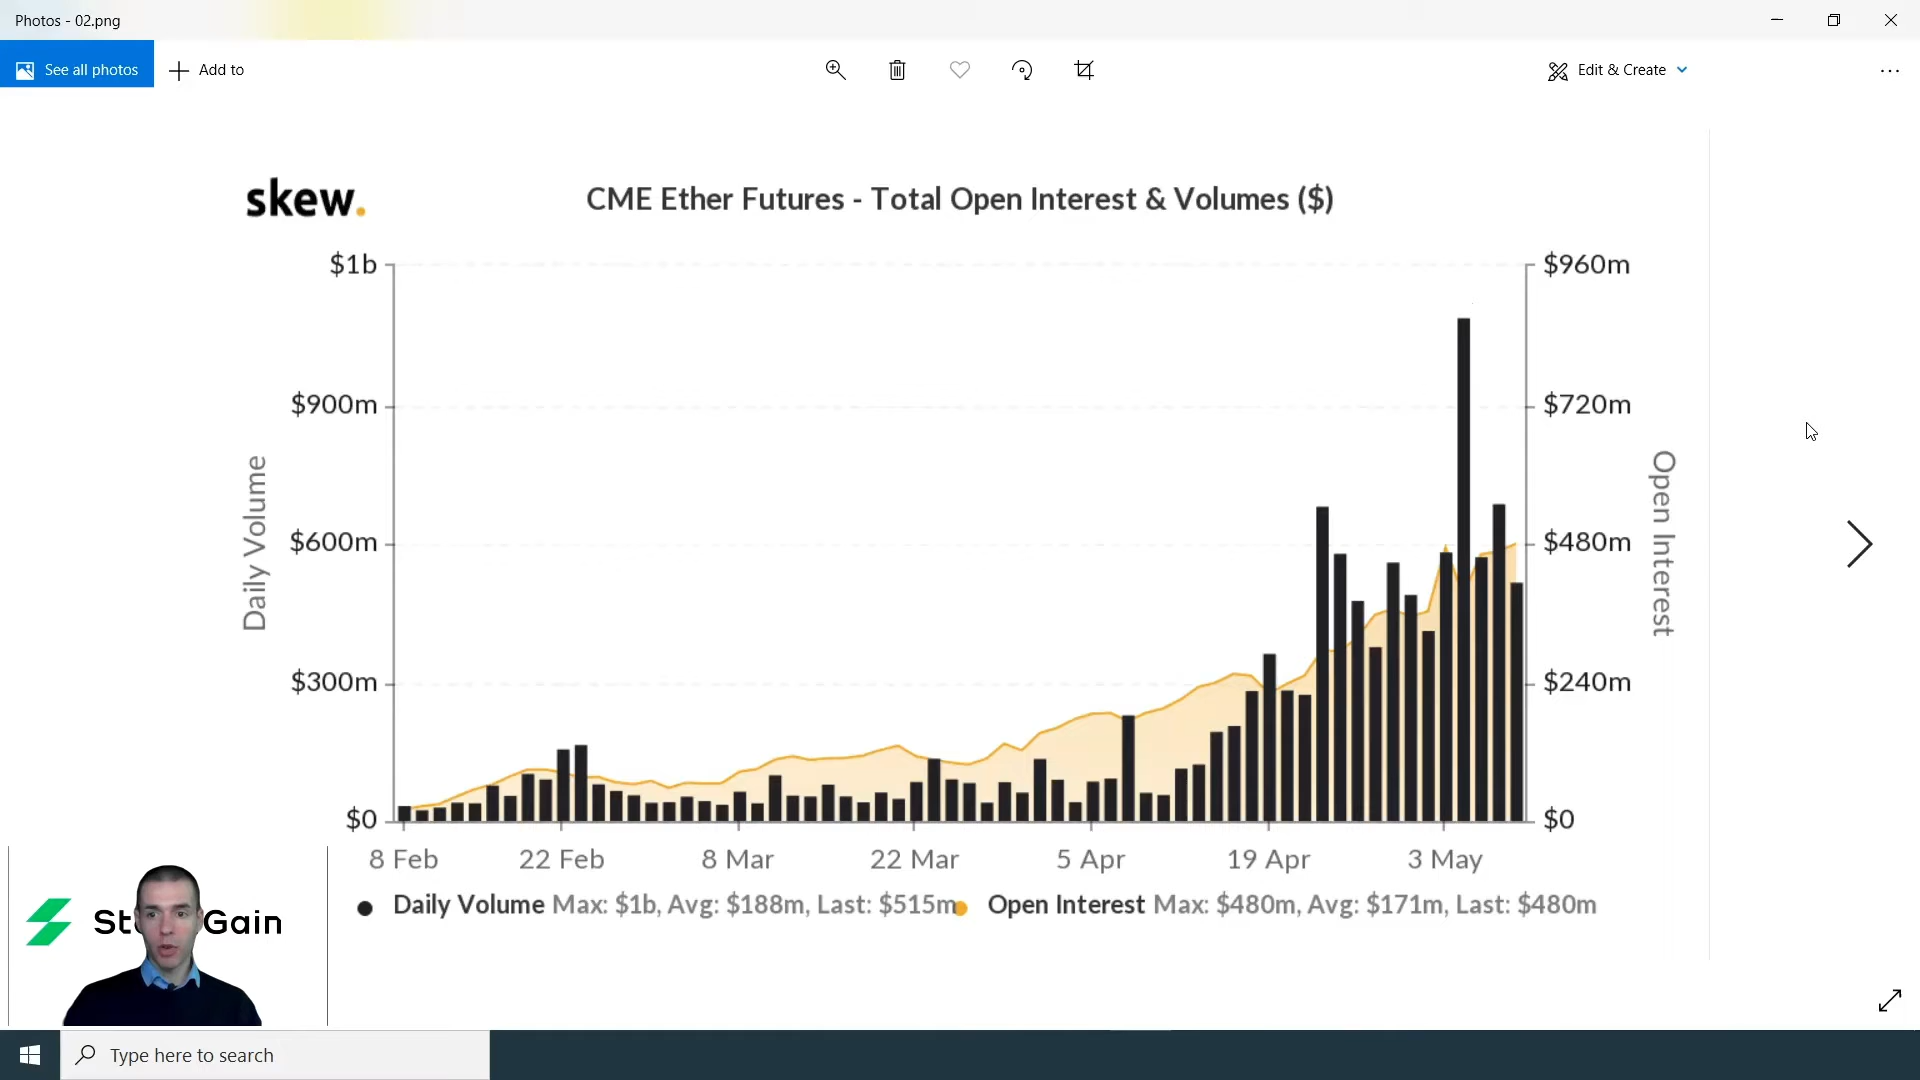 Photos - 02.png
See all photos
Add to
Edit & Create
skew.
CME Ether Futures - Total Open Interest & Volumes ($)
$1b
$960m
$900m
$720m
$600m
$480m
$300m
$240m
$0
$0
Daily Volume
Open Interest
8 Feb 22 Feb 8 Mar 22 Mar 5 Apr 19 Apr 3 May
Daily Volume Max: $1b, Avg: $188m, Last: $515m
Open Interest Max: $480m, Avg: $171m, Last: $480m
Gain
Type here to search